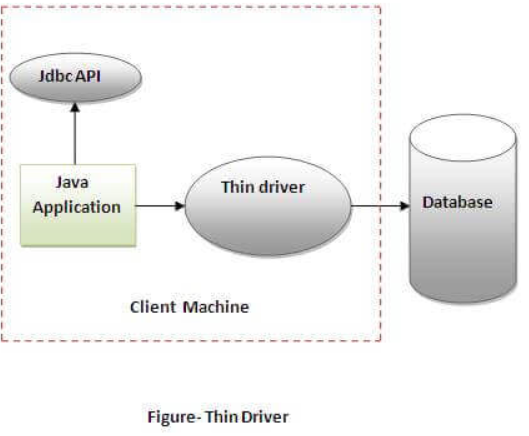 Jdbc API
Java
Application
Thin driver
Database
Client Machine
Figure- Thin Driver